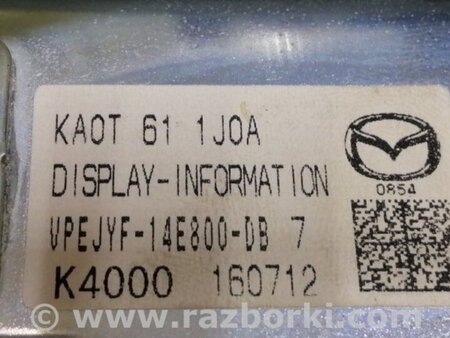 KA0T 61 1J0A
DISPLAY-INFORMATION
0854
VPEJYF-14E800-DB 7
K4000 160712
© www.razborki.com